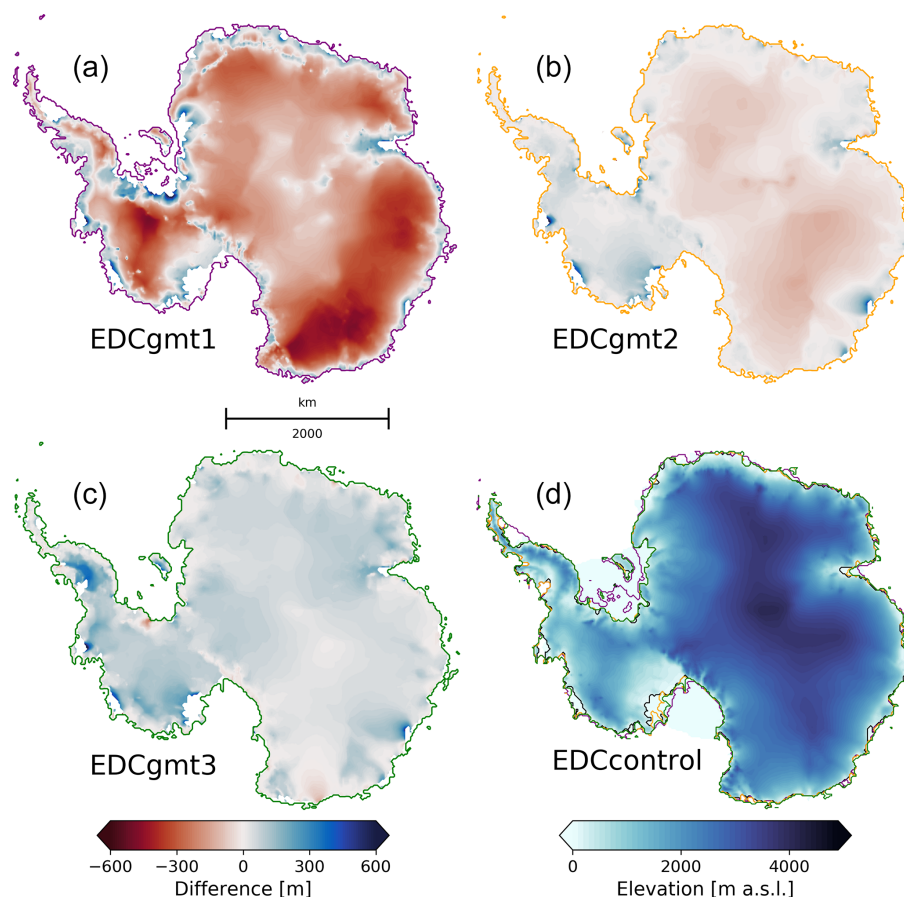 (a)
(b)
EDCgmt1
EDCgmt2
km
2000
(c)
(d)
EDCgmt3
EDCcontrol
−600 −300 0 300 600
Difference [m]
0 2000 4000
Elevation [m a.s.l.]